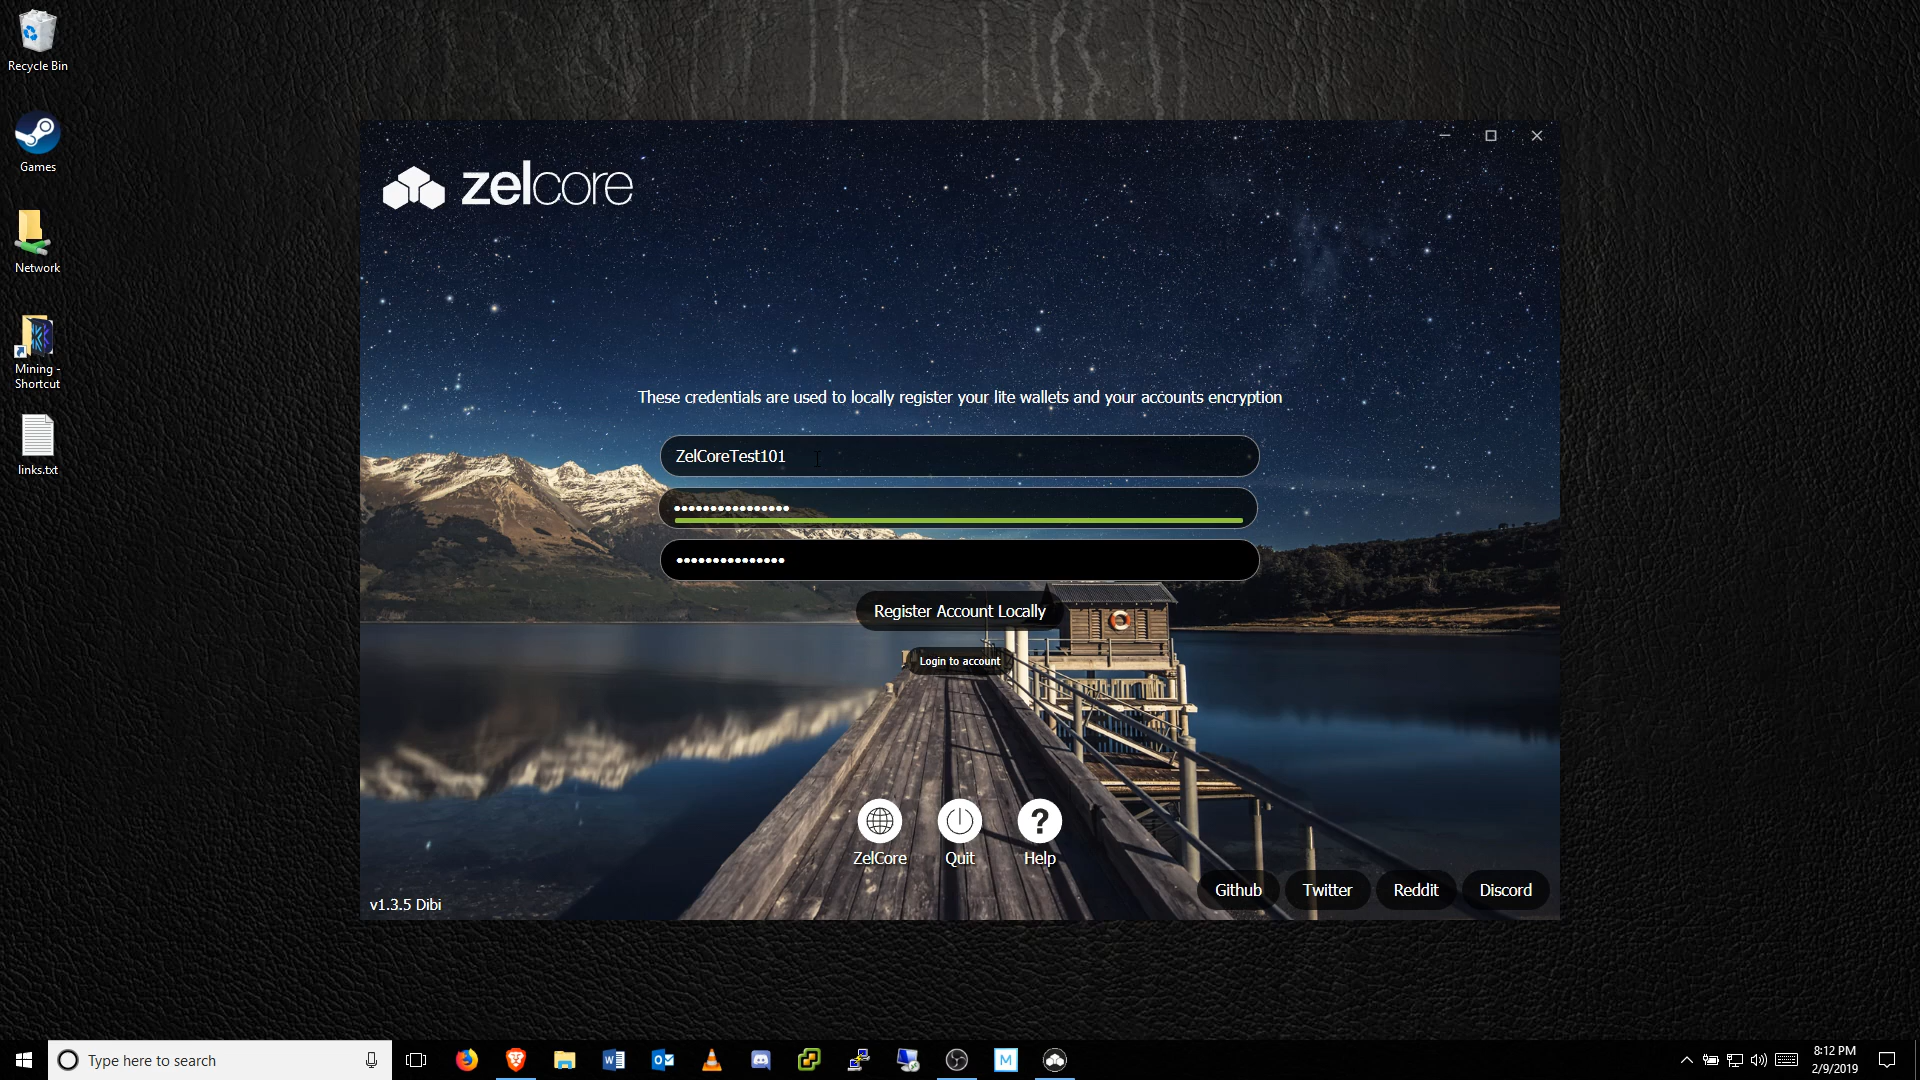 Recycle Bin
Games
Network
Mining -
Shortcut
links.txt
zelcore
These credentials are used to locally register your lite wallets and your accounts encryption
ZelCoreTest101
••••••••••••••••
•••••••••••••••
Register Account Locally
Login to account
ZelCore
Quit
Help
v1.3.5 Dibi
Github
Twitter
Reddit
Discord
Type here to search
8:12 PM
2/9/2019